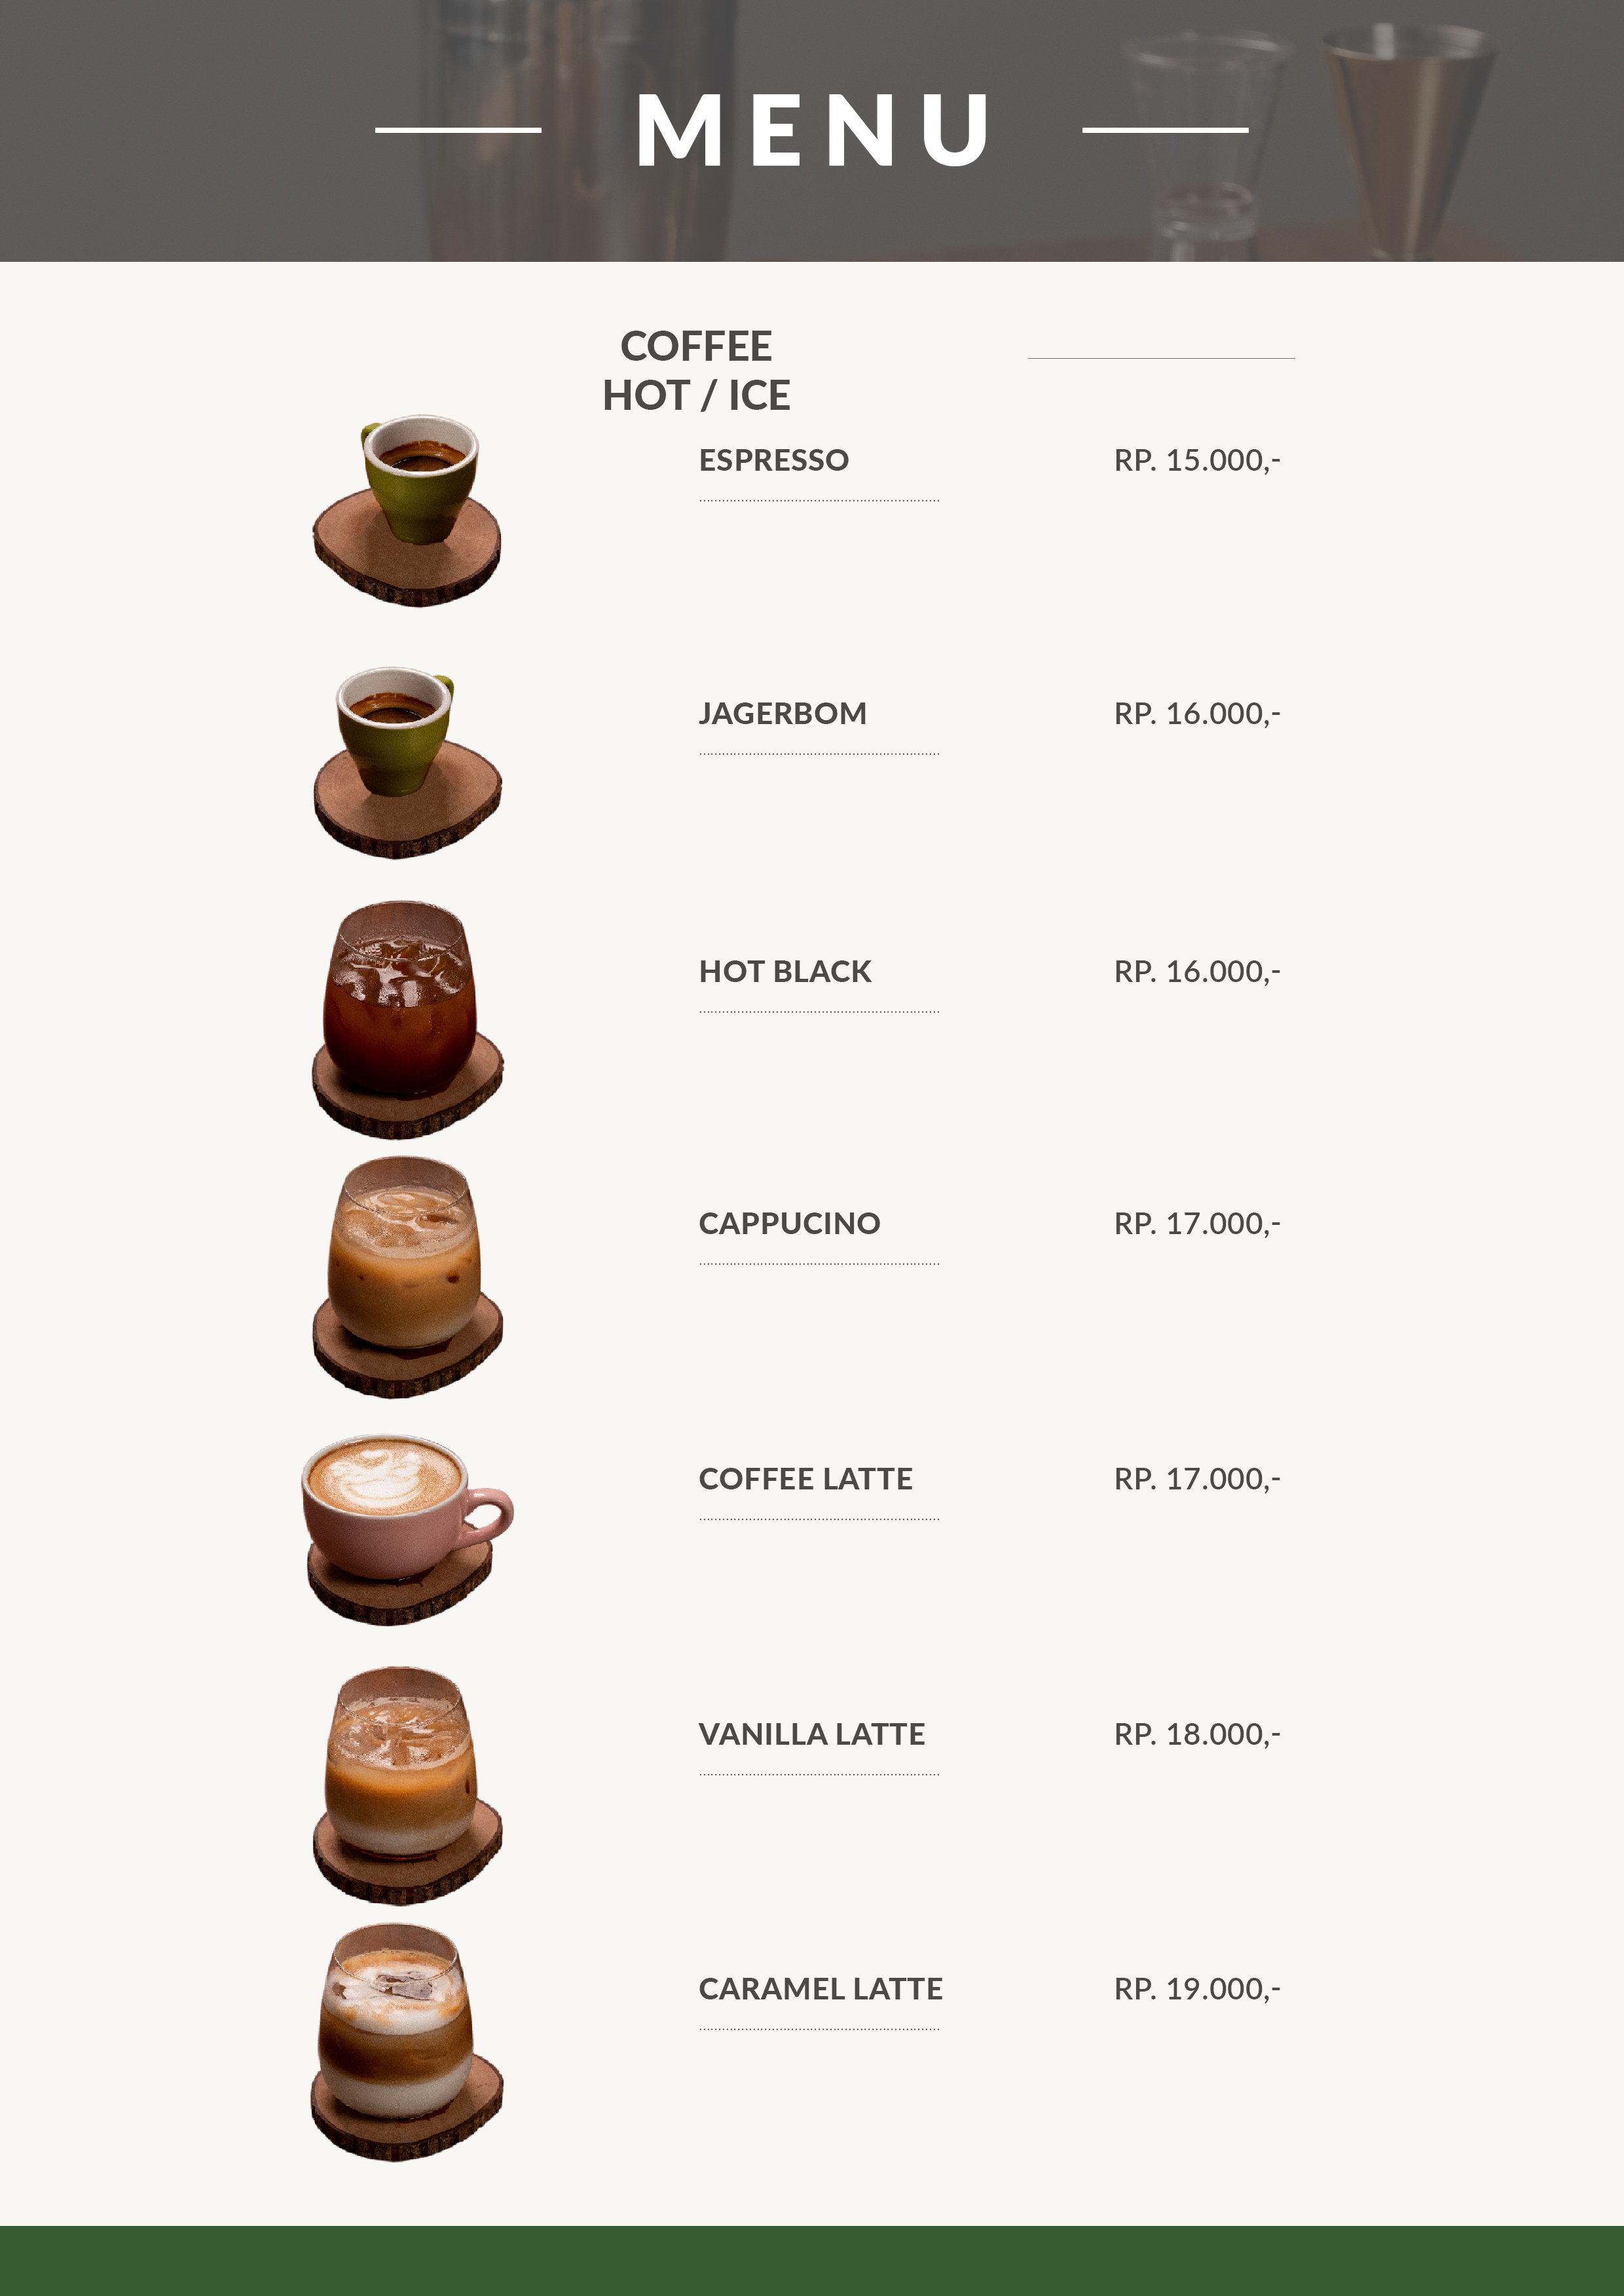 MENU
COFFEE
HOT / ICE
ESPRESSO RP. 15.000,-
JAGERBOM RP. 16.000,-
HOT BLACK RP. 16.000,-
CAPPUCINO RP. 17.000,-
COFFEE LATTE RP. 17.000,-
VANILLA LATTE RP. 18.000,-
CARAMEL LATTE RP. 19.000,-